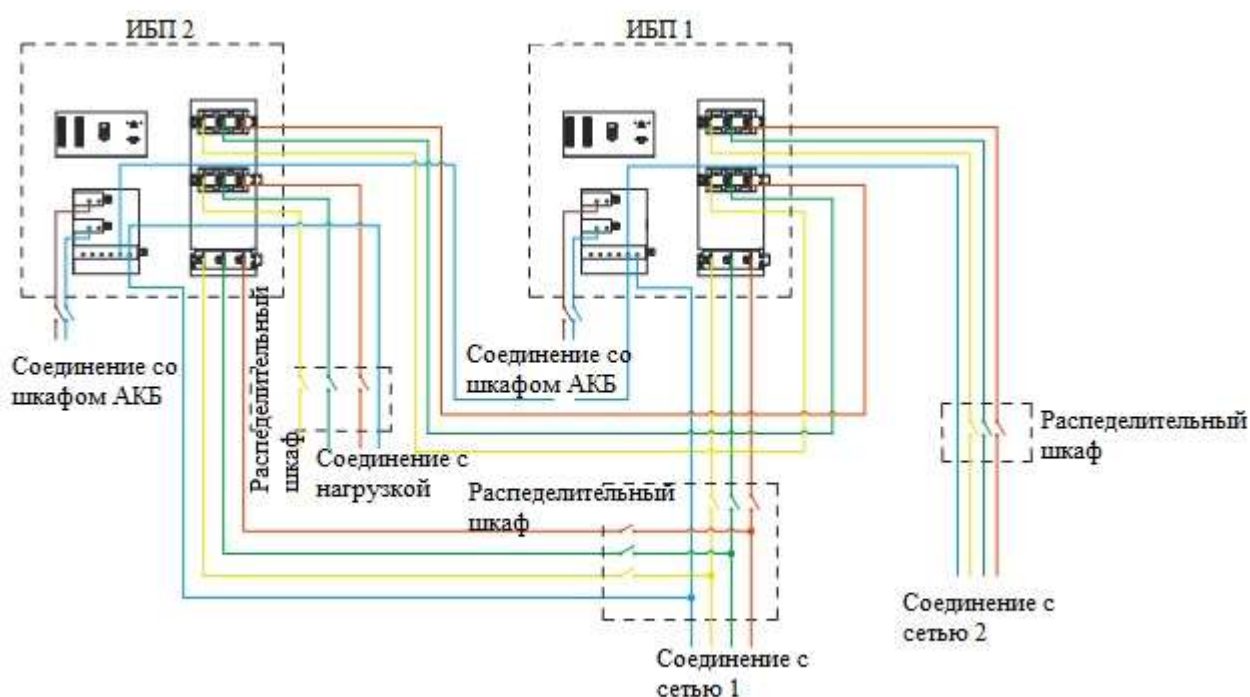 ИБП 2
ИБП 1
Соединение со
шкафом АКБ
Распеделительный
шкаф
Соединение с
нагрузкой
Соединение со
шкафом АКБ
Распеделительный
шкаф
Распеделительный
шкаф
Соединение с
сетью 2
Соединение с
сетью 1